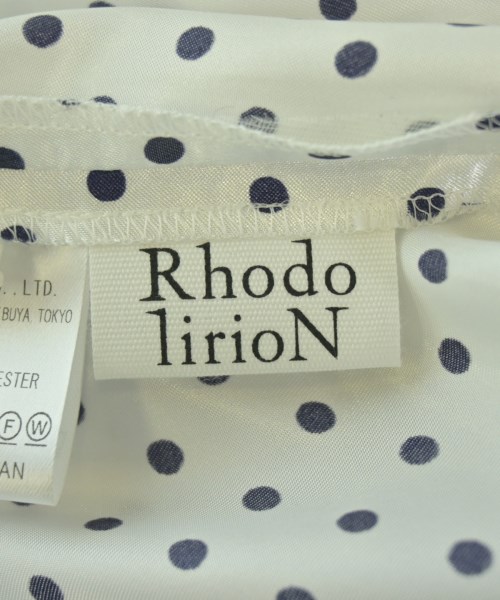 Rhodo
lirioN
., LTD.
BUYA TOKYO
ESTER
F W
AN